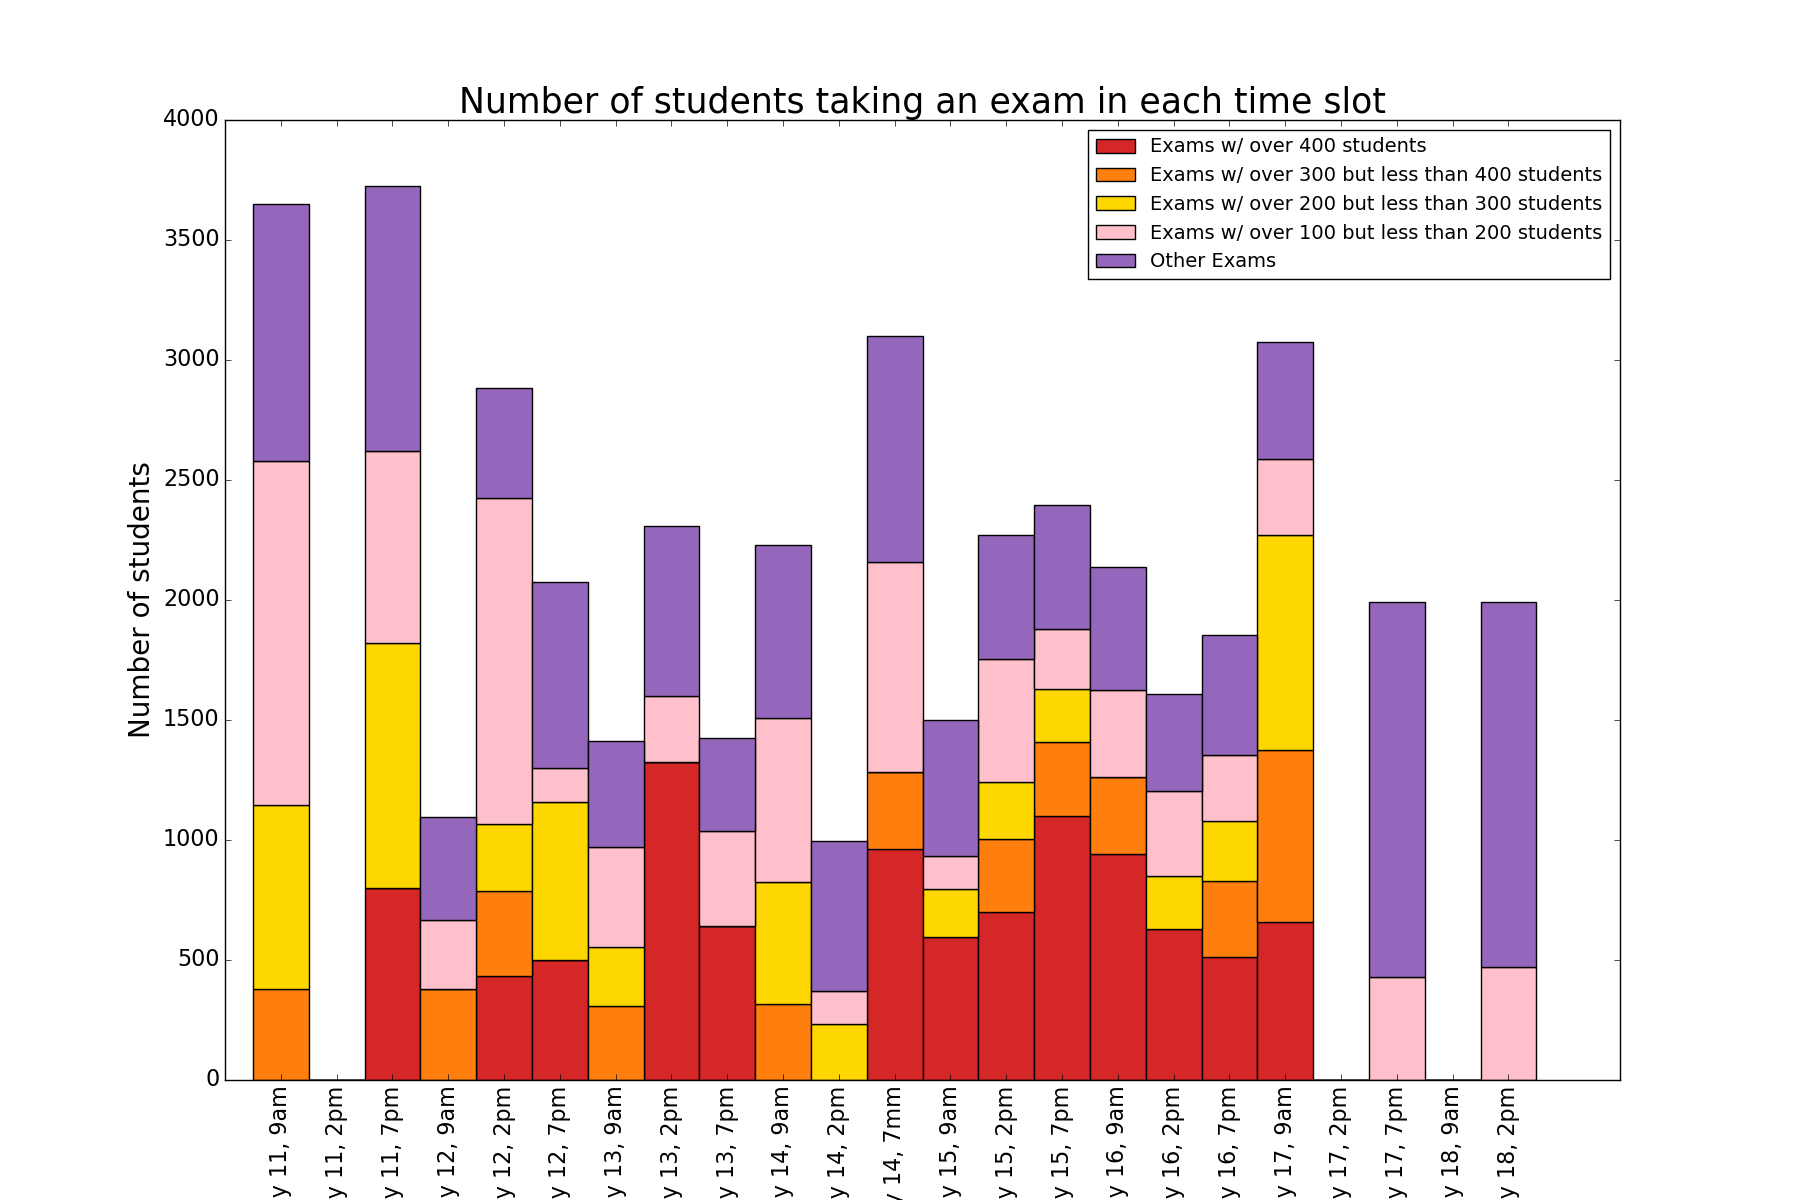 Number of students taking an exam in each time slot
Exams w/ over 400 students
Exams w/ over 300 but less than 400 students
Exams w/ over 200 but less than 300 students
Exams w/ over 100 but less than 200 students
Other Exams
Number of students
4000
3500
3000
2500
2000
1500
1000
500
0
y 11, 9am
y 11, 2pm
y 11, 7pm
y 12, 9am
y 12, 2pm
y 12, 7pm
y 13, 9am
y 13, 2pm
y 13, 7pm
y 14, 9am
y 14, 2pm
y 14, 7mm
y 15, 9am
y 15, 2pm
y 15, 7pm
y 16, 9am
y 16, 2pm
y 16, 7pm
y 17, 9am
y 17, 2pm
y 17, 7pm
y 18, 9am
y 18, 2pm